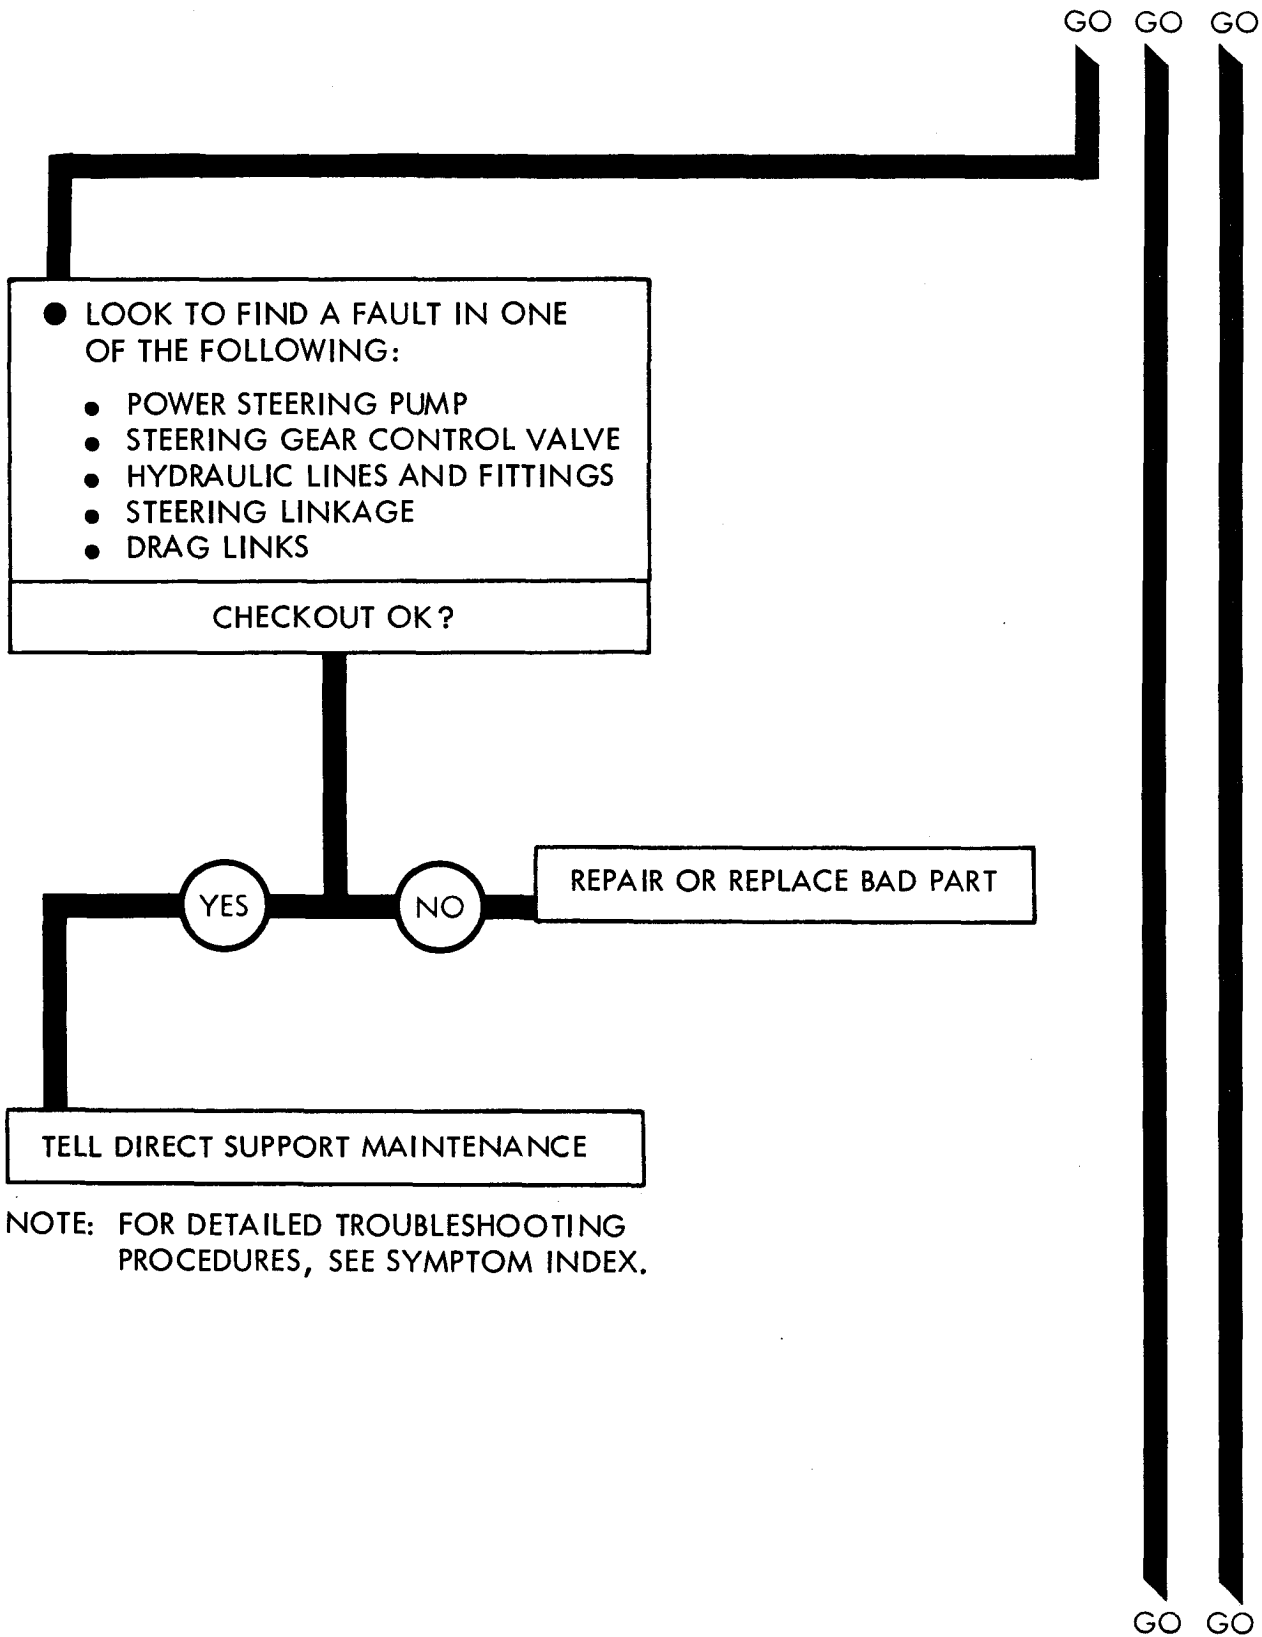 GO GO GO
● LOOK TO FIND A FAULT IN ONE
OF THE FOLLOWING:
● POWER STEERING PUMP
● STEERING GEAR CONTROL VALVE
● HYDRAULIC LINES AND FITTINGS
● STEERING LINKAGE
● DRAG LINKS
CHECKOUT OK?
YES NO REPAIR OR REPLACE BAD PART
TELL DIRECT SUPPORT MAINTENANCE
NOTE: FOR DETAILED TROUBLESHOOTING
PROCEDURES, SEE SYMPTOM INDEX.
GO GO